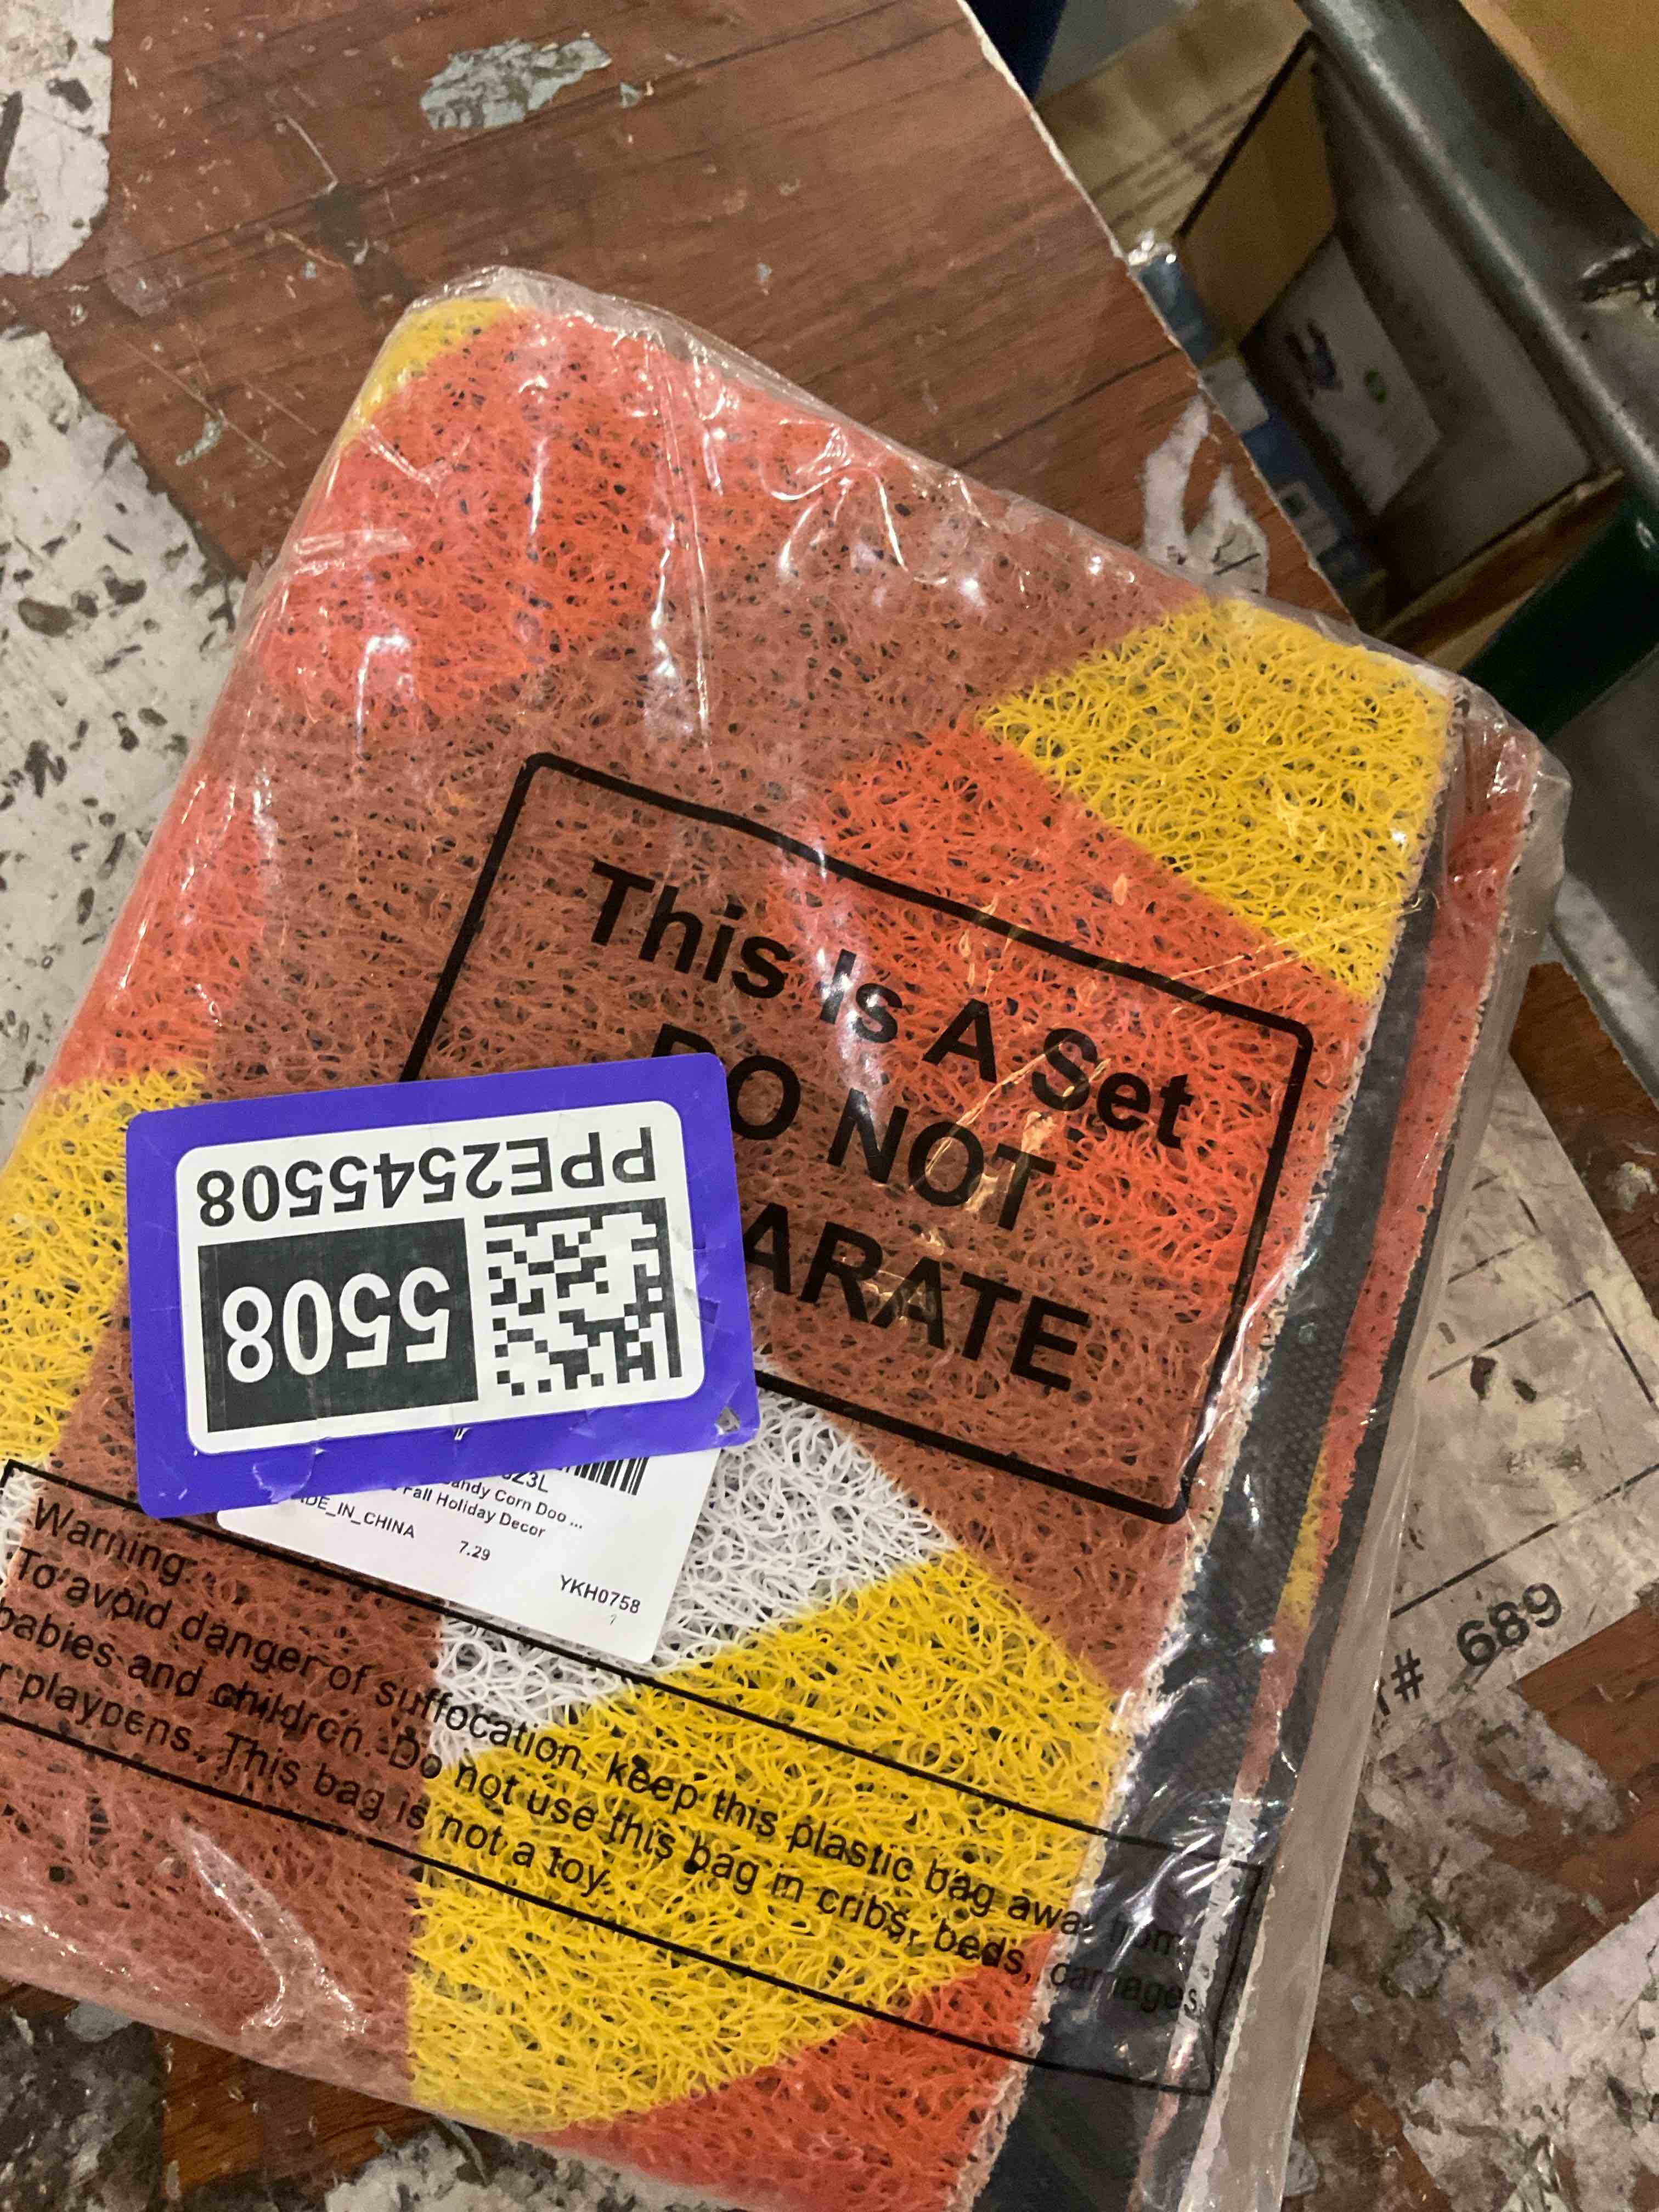 This Is A Set
DO NOT
ARATE
PPE2545508
5508
Z3L
andy Corn Doo ...
Fall Holiday Decor
DE_IN_CHINA
7.29
YKH0758
Warning:
To avoid danger of suffocation, keep this plastic bag away from
babies and children. Do not use this bag in cribs, beds, carriages
r playpens. This bag is not a toy.
# 689